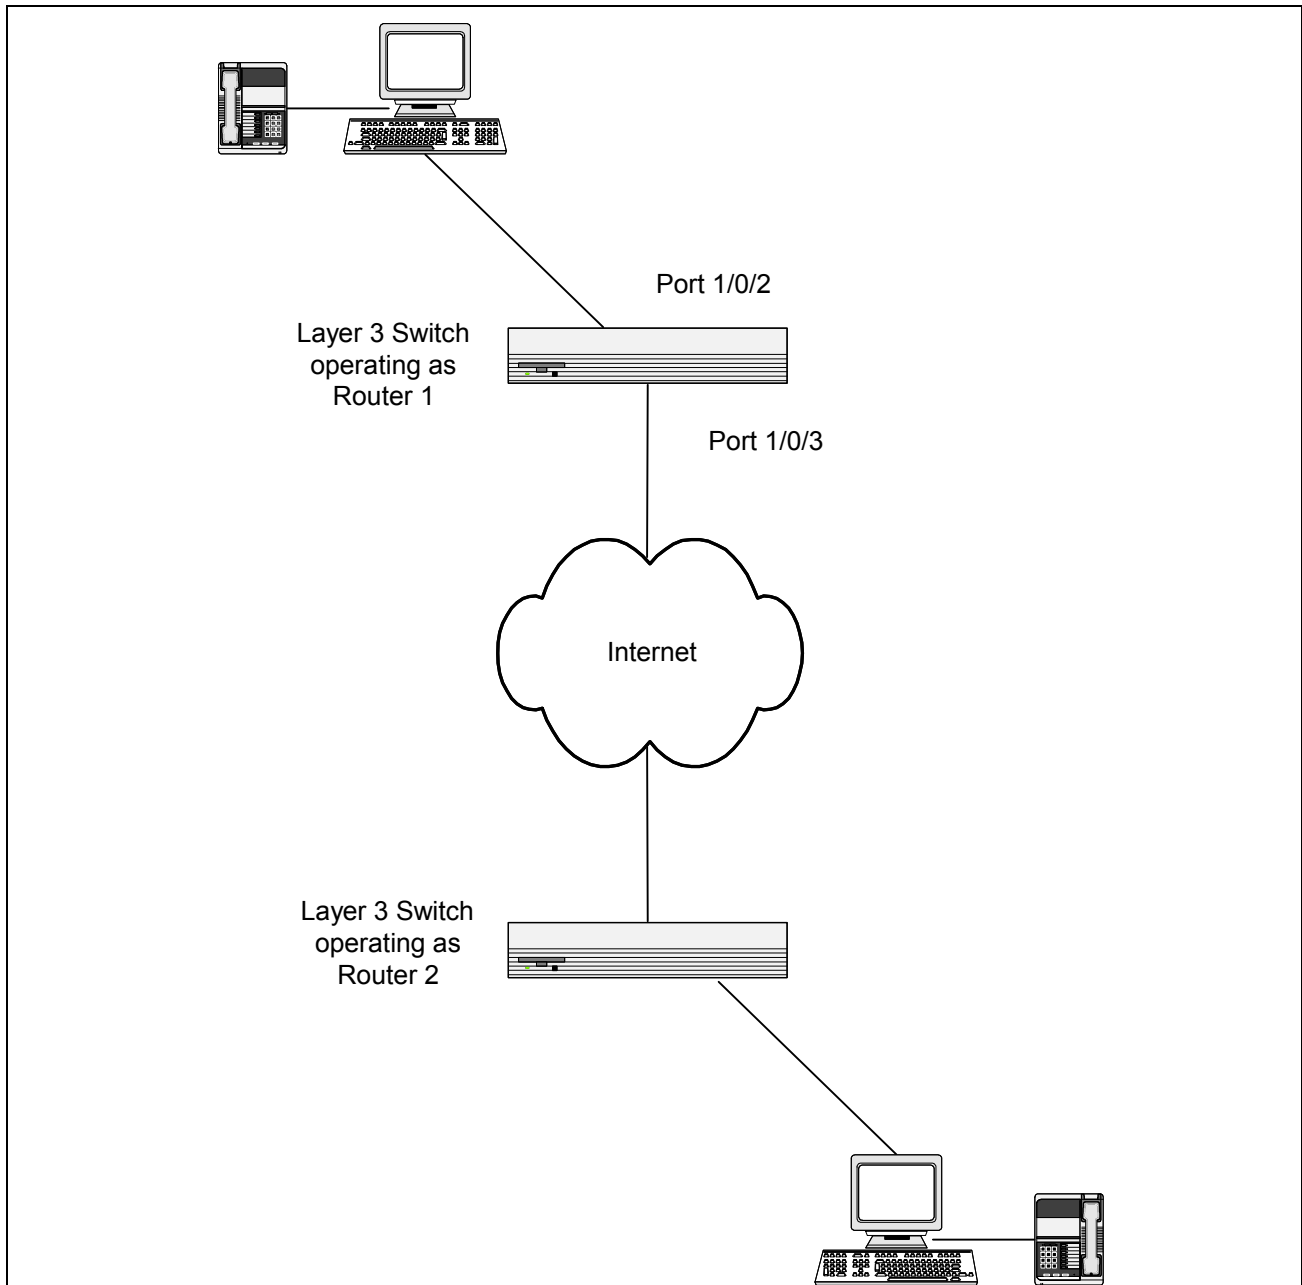 Port 1/0/2
Layer 3 Switch
operating as
Router 1
Port 1/0/3
Internet
Layer 3 Switch
operating as
Router 2